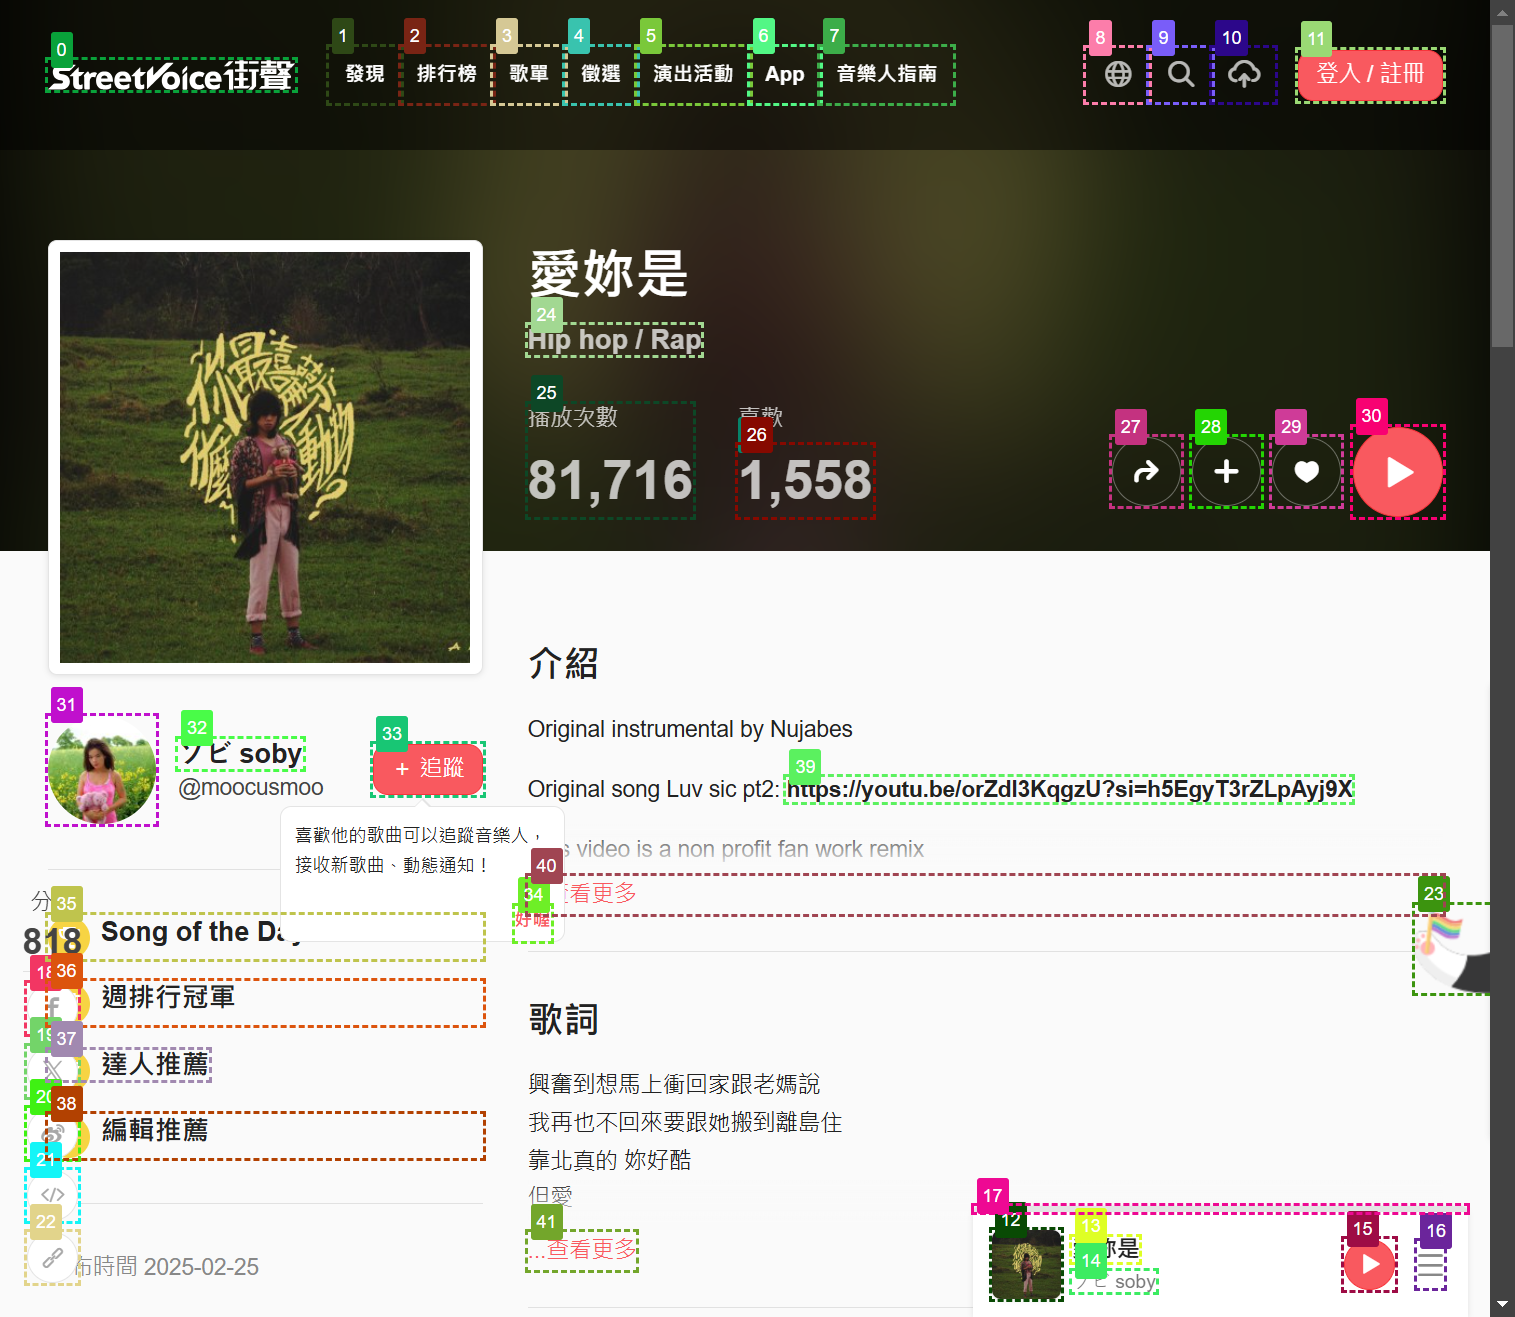 StreetVoice街聲
發現
排行榜
歌單
徵選
演出活動
App
音樂人指南
登入 / 註冊
愛妳是
Hip hop / Rap
播放次數
喜歡
81,716
1,558
你最喜歡
動物
介紹
Original instrumental by Nujabes
Original song Luv sic pt2: https://youtu.be/orZdl3KqgzU?si=h5EgyT3rZLpAyj9X
video is a non profit fan work remix
查看更多
ソビ soby
@moocusmoo
+ 追蹤
喜歡他的歌曲可以追蹤音樂人，
接收新歌曲、動態通知！
好喔
分
818
Song of the Day
週排行冠軍
達人推薦
編輯推薦
布時間 2025-02-25
歌詞
興奮到想馬上衝回家跟老媽說
我再也不回來要跟她搬到離島住
靠北真的 妳好酷
但愛
...查看更多
妳是
ソビ soby
0
1
2
3
4
5
6
7
8
9
10
11
12
13
14
15
16
17
18
19
20
21
22
23
24
25
26
27
28
29
30
31
32
33
34
35
36
37
38
39
40
41